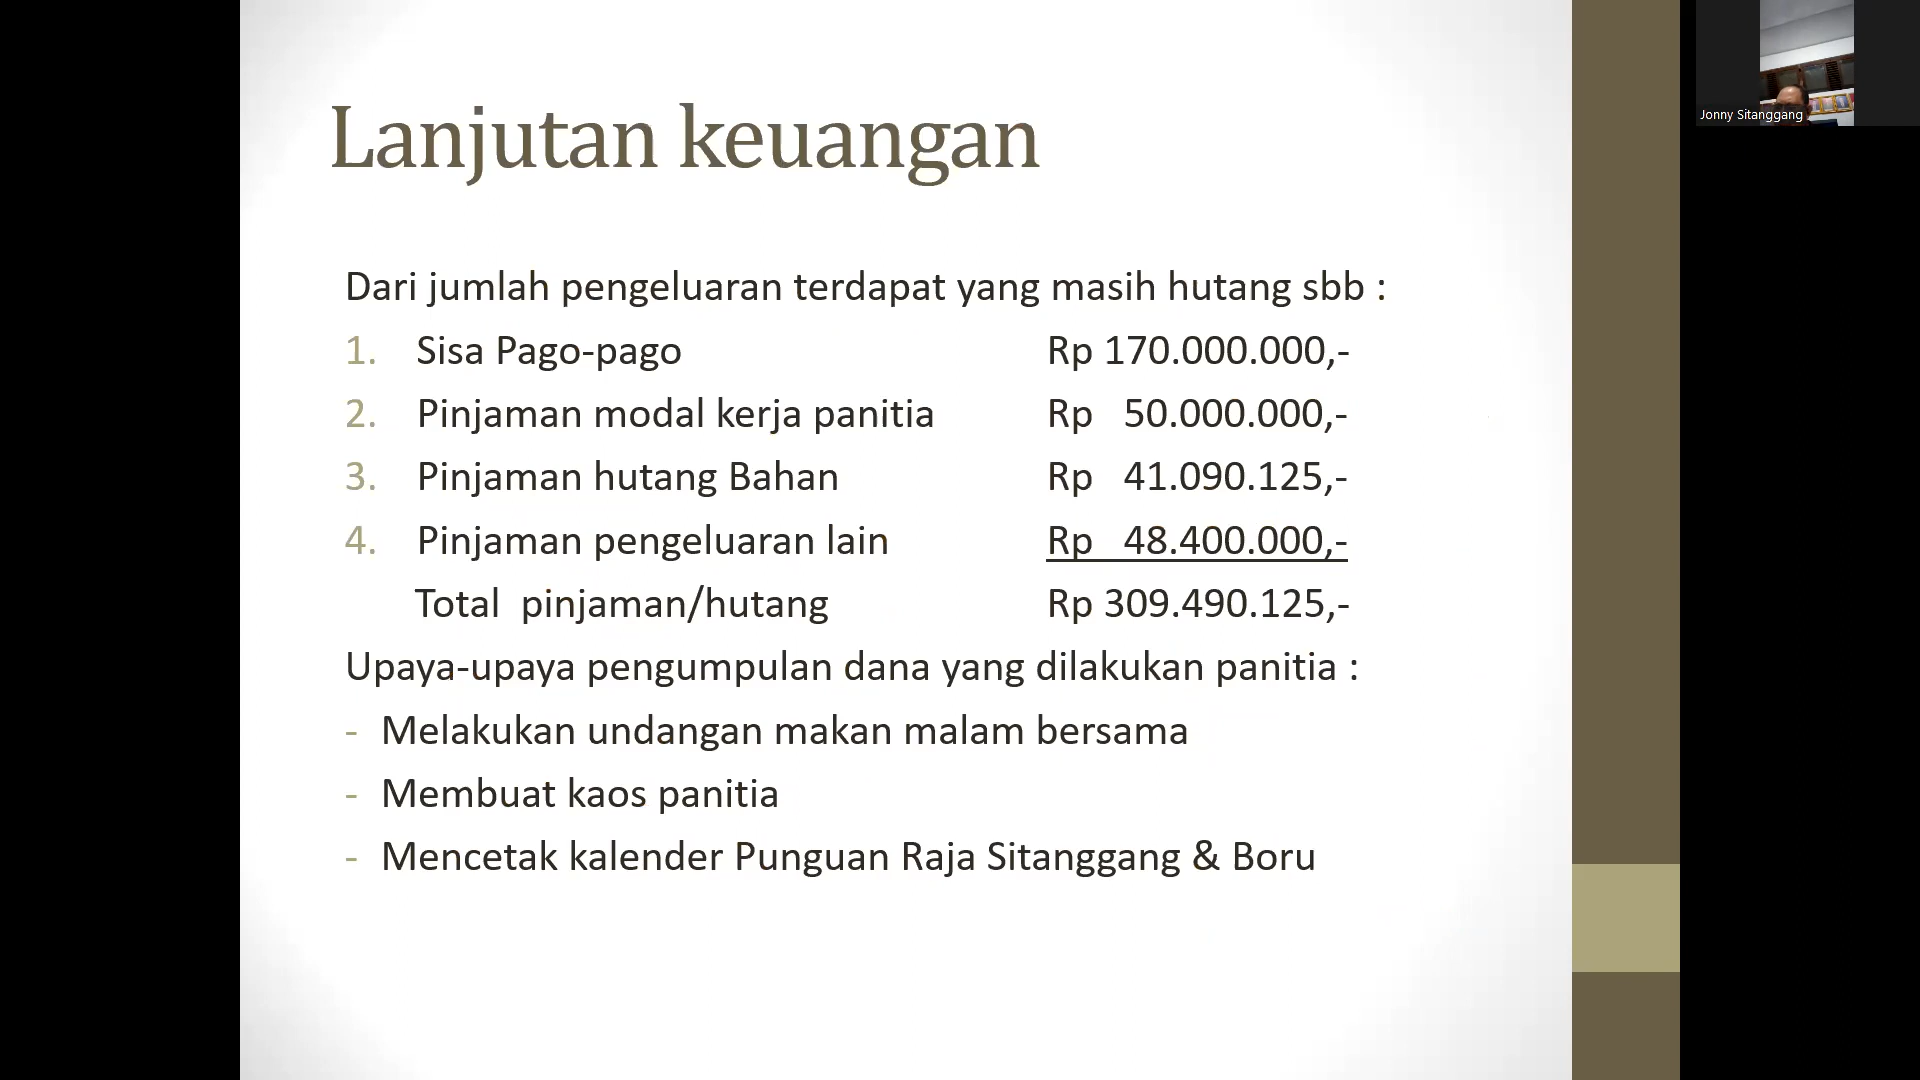 Lanjutan keuangan
Dari jumlah pengeluaran terdapat yang masih hutang sbb :
1. Sisa Pago-pago Rp 170.000.000,-
2. Pinjaman modal kerja panitia Rp 50.000.000,-
3. Pinjaman hutang Bahan Rp 41.090.125,-
4. Pinjaman pengeluaran lain Rp 48.400.000,-
Total pinjaman/hutang Rp 309.490.125,-
Upaya-upaya pengumpulan dana yang dilakukan panitia :
- Melakukan undangan makan malam bersama
- Membuat kaos panitia
- Mencetak kalender Punguan Raja Sitanggang & Boru
Jonny Sitanggang